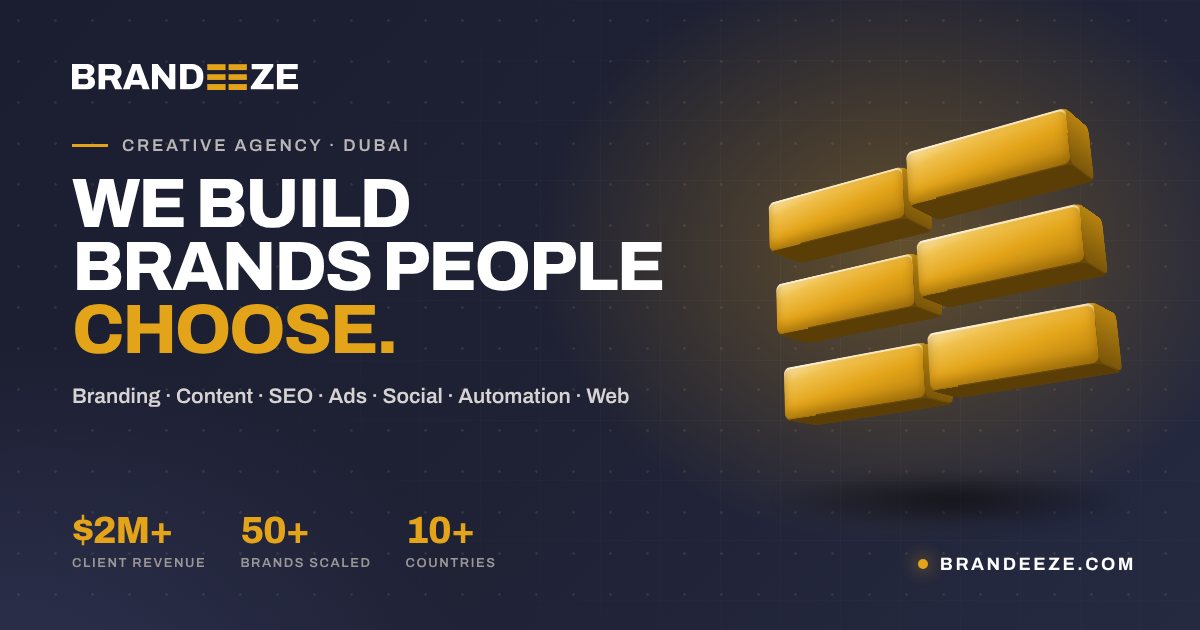 BRANDEEZE
CREATIVE AGENCY · DUBAI
WE BUILD
BRANDS PEOPLE
CHOOSE.
Branding · Content · SEO · Ads · Social · Automation · Web
$2M+ 50+ 10+
CLIENT REVENUE BRANDS SCALED COUNTRIES
BRANDEEZE.COM